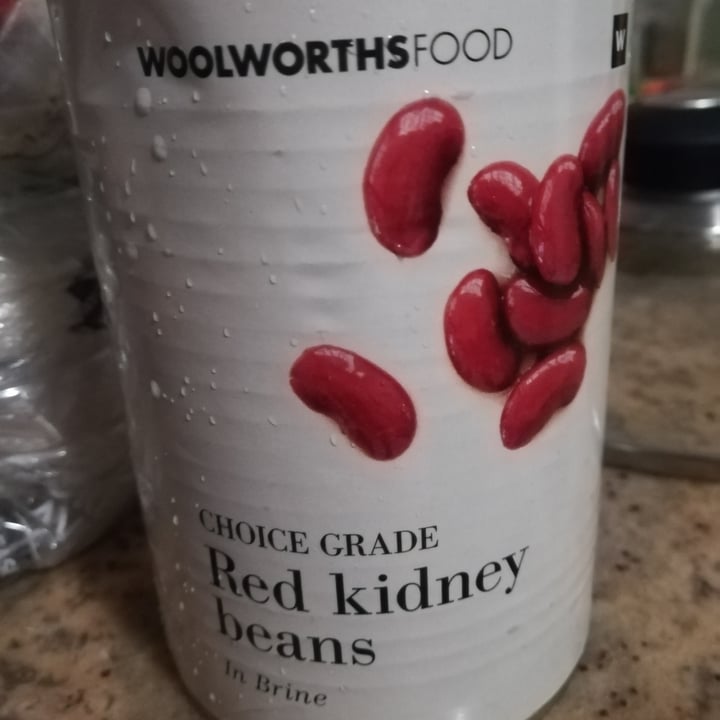 WOOLWORTHSFOOD
W
CHOICE GRADE
Red kidney
beans
In Brine